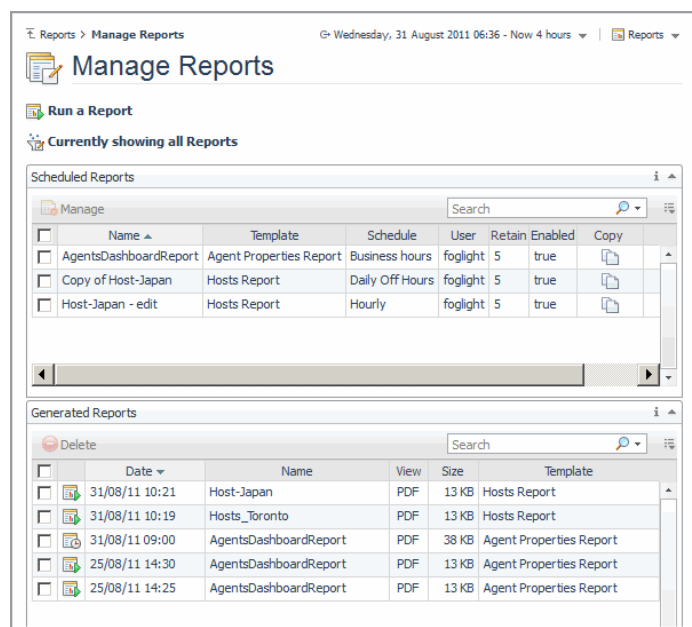 Reports > Manage Reports
Wednesday, 31 August 2011 06:36 - Now 4 hours | Reports
Manage Reports
Run a Report
Currently showing all Reports
Scheduled Reports
Manage Search
Name Template Schedule User Retain Enabled Copy
AgentsDashboardReport Agent Properties Report Business hours foglight 5 true
Copy of Host-Japan Hosts Report Daily Off Hours foglight 5 true
Host-Japan - edit Hosts Report Hourly foglight 5 true
Generated Reports
Delete Search
Date Name View Size Template
31/08/11 10:21 Host-Japan PDF 13 KB Hosts Report
31/08/11 10:19 Hosts_Toronto PDF 13 KB Hosts Report
31/08/11 09:00 AgentsDashboardReport PDF 38 KB Agent Properties Report
25/08/11 14:30 AgentsDashboardReport PDF 13 KB Agent Properties Report
25/08/11 14:25 AgentsDashboardReport PDF 13 KB Agent Properties Report